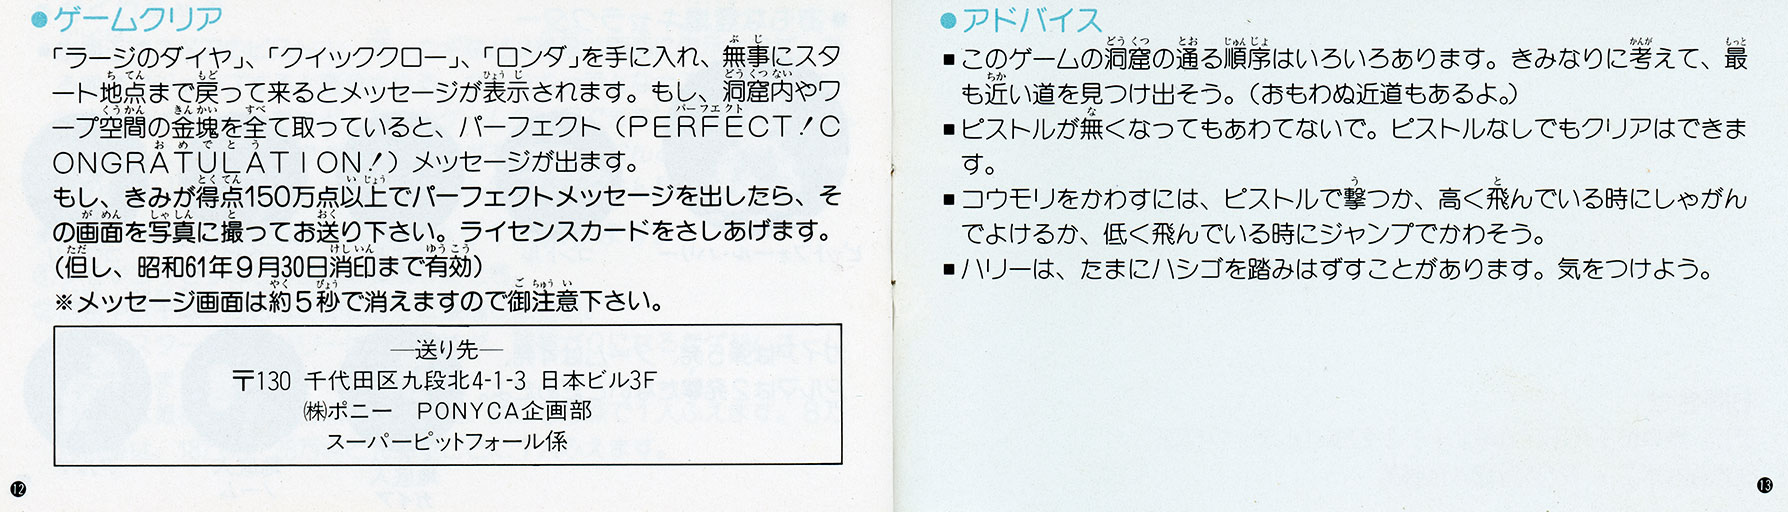 ●ゲームクリア
「ラージのダイヤ」、「クイッククロー」、「ロンダ」を手に入れ、無事にスタ
ート地点まで戻って来るとメッセージが表示されます。もし、洞窟内やワ
ープ空間の金塊を全て取っていると、パーフェクト（PERFECT！C
ONGRATULATION！）メッセージが出ます。
もし、きみが得点150万点以上でパーフェクトメッセージを出したら、そ
の画面を写真に撮ってお送り下さい。ライセンスカードをさしあげます。
（但し、昭和61年9月30日消印まで有効）
※メッセージ画面は約5秒で消えますので御注意下さい。
—送り先—
〒130 千代田区九段北4-1-3 日本ビル3F
㈱ポニー PONYCA企画部
スーパーピットフォール係
⓬
●アドバイス
■このゲームの洞窟の通る順序はいろいろあります。きみなりに考えて、最
も近い道を見つけ出そう。（おもわぬ近道もあるよ。）
■ピストルが無くなってもあわてないで。ピストルなしでもクリアはできま
す。
■コウモリをかわすには、ピストルで撃つか、高く飛んでいる時にしゃがん
でよけるか、低く飛んでいる時にジャンプでかわそう。
■ハリーは、たまにハシゴを踏みはずすことがあります。気をつけよう。
⓭